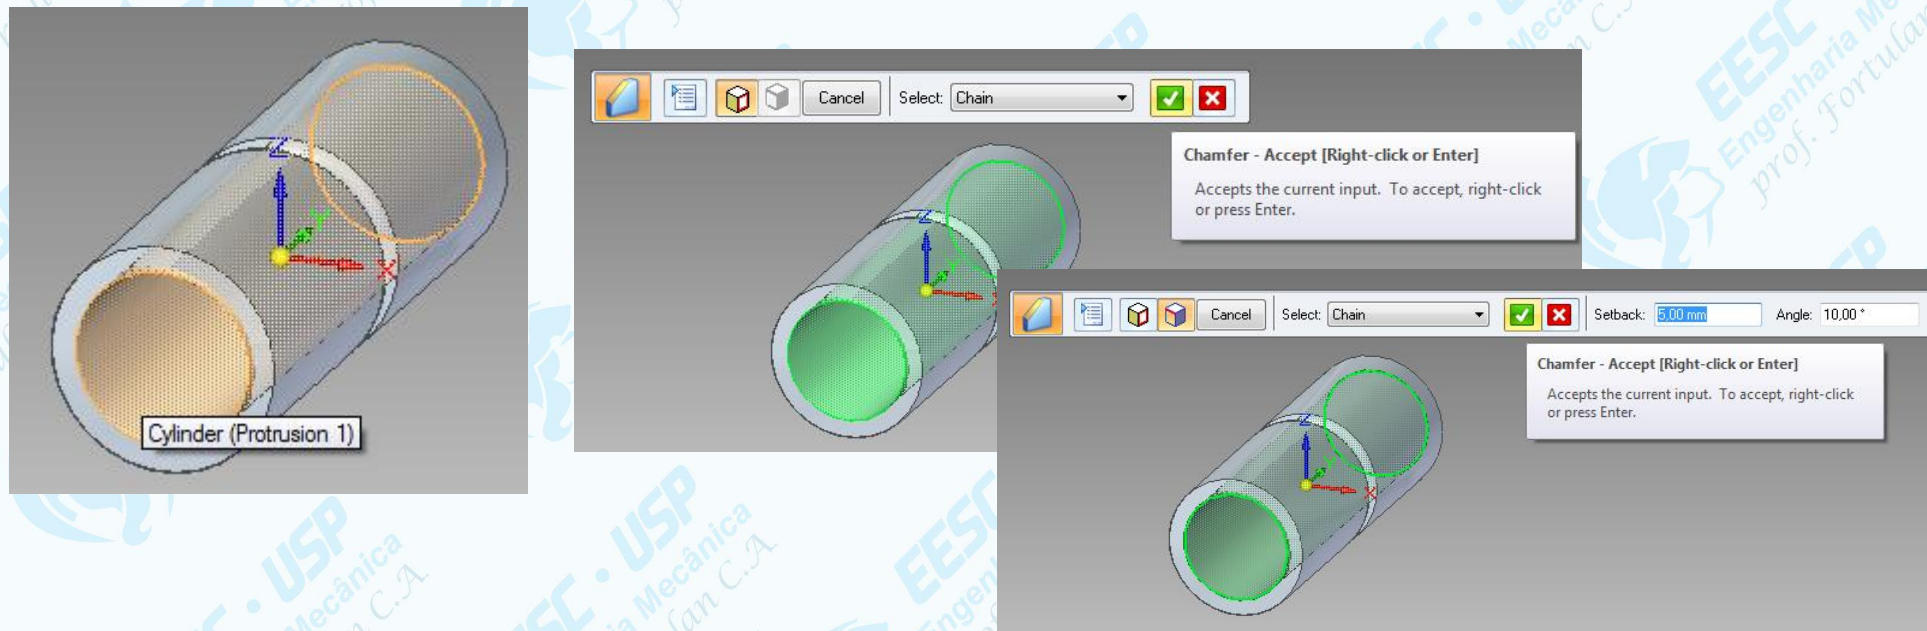 Z
Y
X
Cylinder (Protrusion 1)
Cancel
Select: Chain
Chamfer - Accept [Right-click or Enter]
Accepts the current input. To accept, right-click
or press Enter.
Z
Cancel
Select: Chain
Setback: 5,00 mm
Angle: 10,00 °
Chamfer - Accept [Right-click or Enter]
Accepts the current input. To accept, right-click
or press Enter.
Z
X
EESC • USP
Engenharia Mecânica
prof. Fortulan C.A